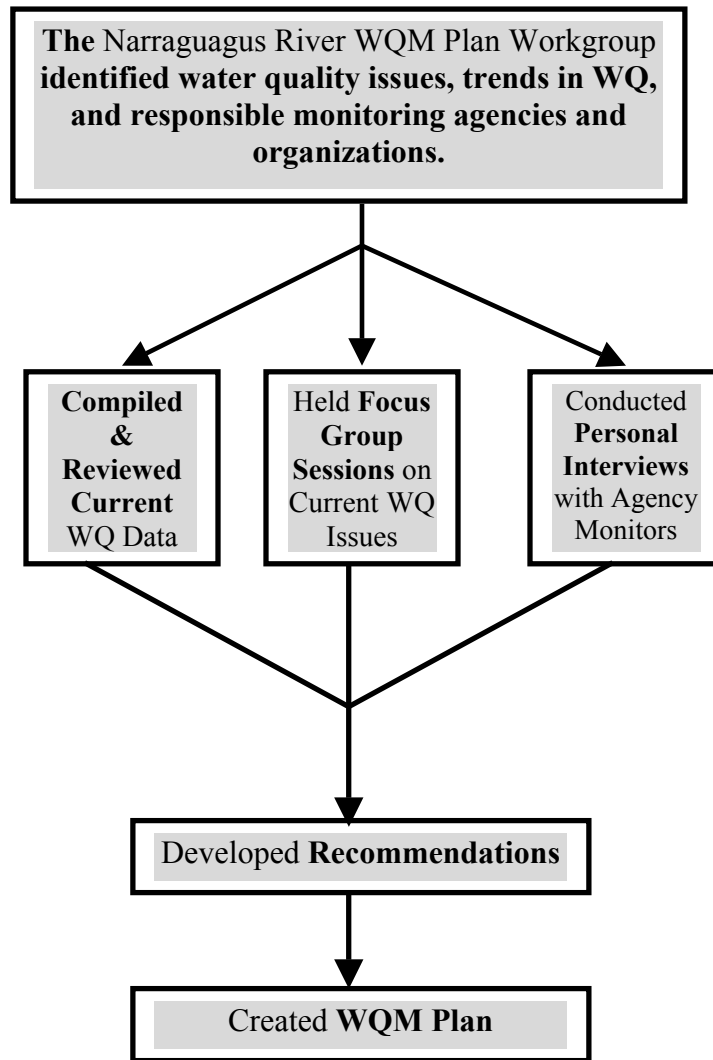 The Narraguagus River WQM Plan Workgroup
identified water quality issues, trends in WQ,
and responsible monitoring agencies and
organizations.
Compiled
&
Reviewed
Current
WQ Data
Held Focus
Group
Sessions on
Current WQ
Issues
Conducted
Personal
Interviews
with Agency
Monitors
Developed Recommendations
Created WQM Plan